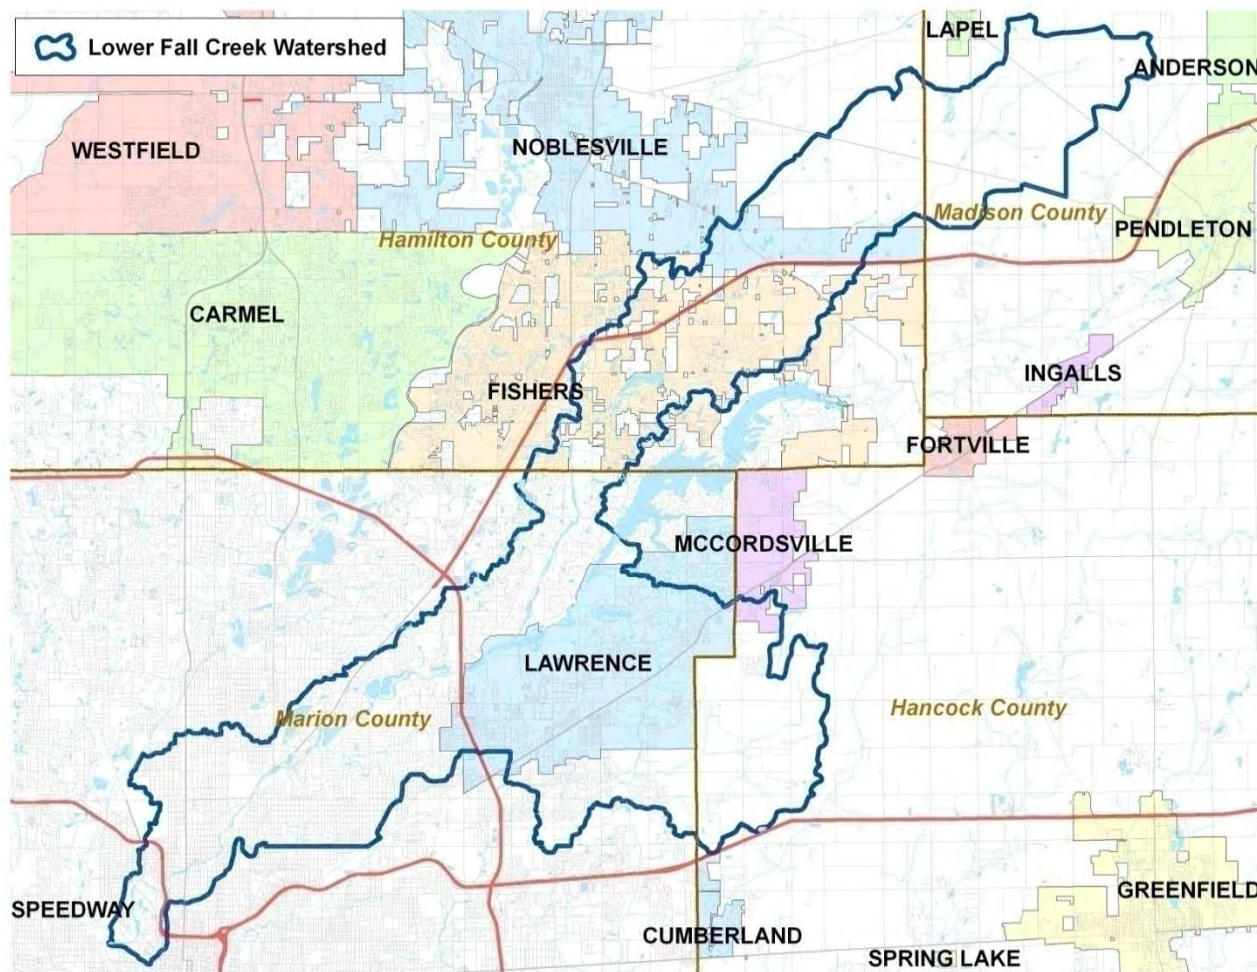 Lower Fall Creek Watershed
LAPEL
ANDERSON
WESTFIELD
NOBLESVILLE
Hamilton County
Madison County
PENDLETON
CARMEL
INGALLS
FISHERS
FORTVILLE
MCCORDSVILLE
LAWRENCE
Marion County
Hancock County
GREENFIELD
SPEEDWAY
CUMBERLAND
SPRING LAKE